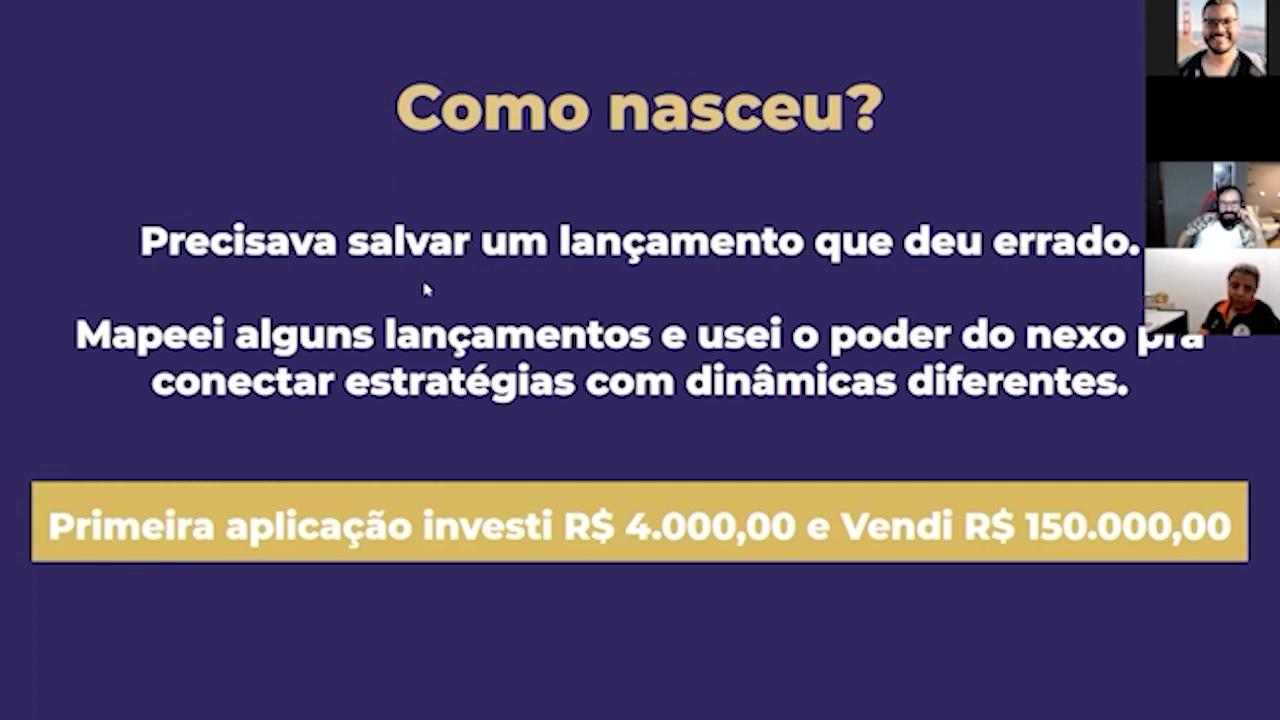 Como nasceu?
Precisava salvar um lançamento que deu errado.
Mapeei alguns lançamentos e usei o poder do nexo pra
conectar estratégias com dinâmicas diferentes.
Primeira aplicação investi R$ 4.000,00 e Vendi R$ 150.000,00